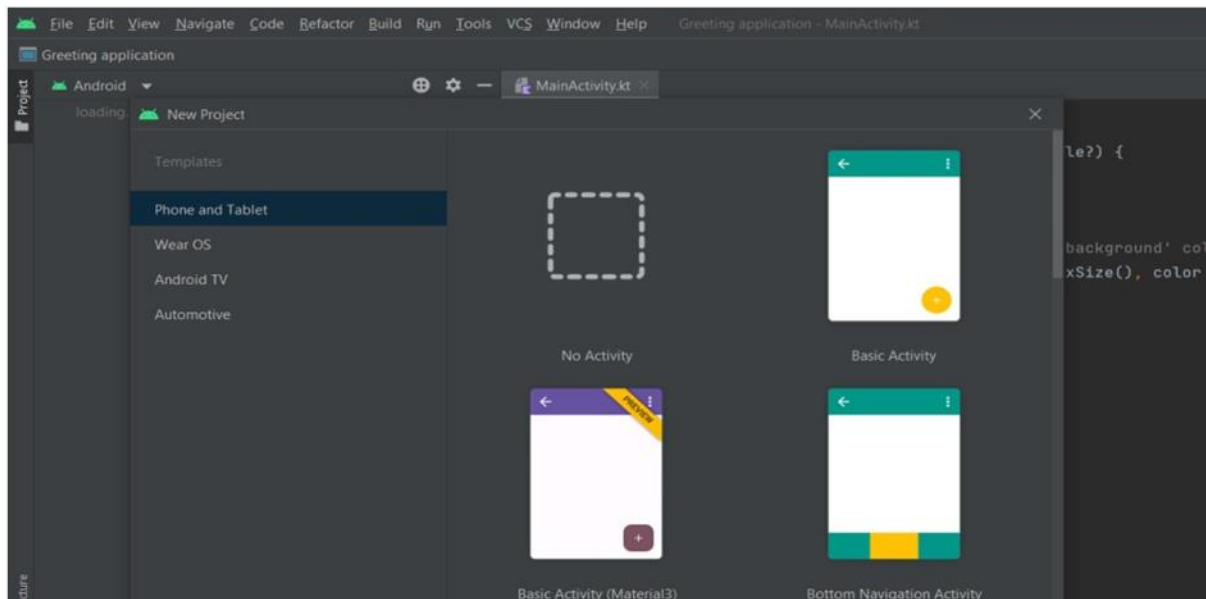 File Edit View Navigate Code Refactor Build Run Tools VCS Window Help Greeting application - MainActivity.kt
Greeting application
Project
Android
MainActivity.kt
loading.
New Project
Templates
Phone and Tablet
Wear OS
Android TV
Automotive
No Activity
Basic Activity
PREVIEW
Basic Activity (Material3)
Bottom Navigation Activity
le?) {
background' col
xSize(), color
cture